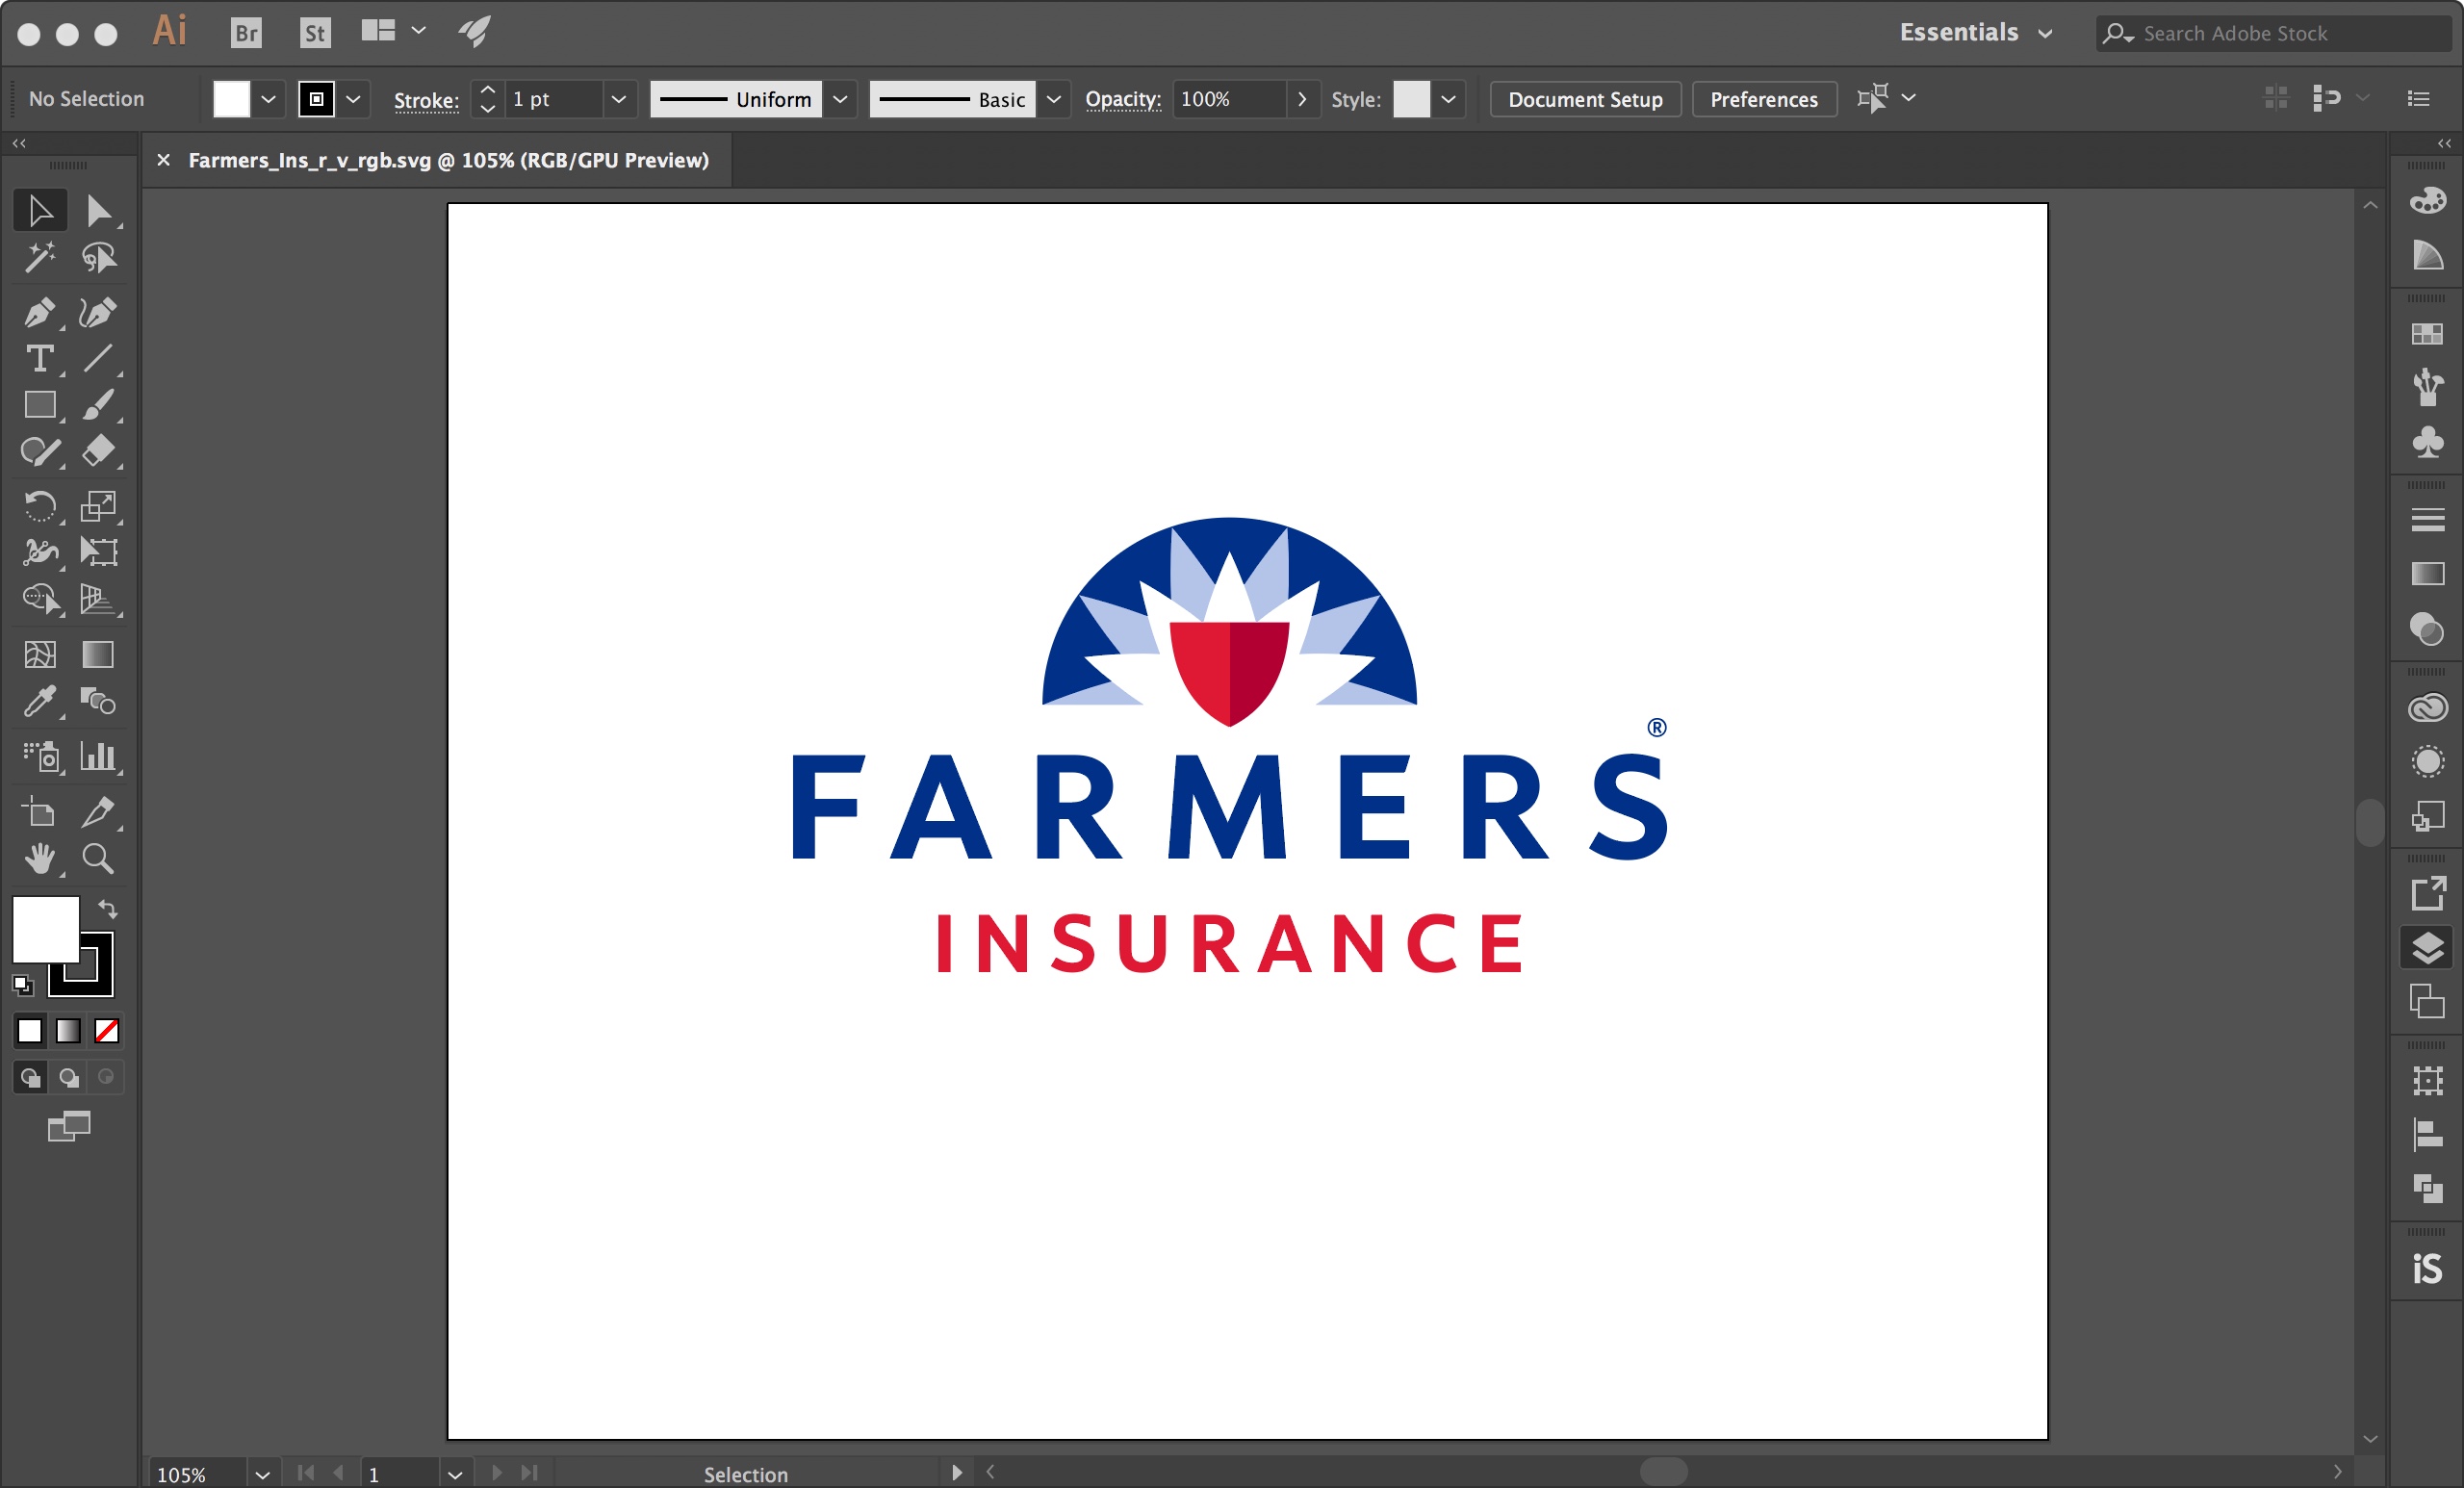 Ai Br St Essentials Search Adobe Stock
No Selection Stroke: 1 pt Uniform Basic Opacity: 100% Style: Document Setup Preferences
Farmers_Ins_r_v_rgb.svg @ 105% (RGB/GPU Preview)
®
FARMERS
INSURANCE
iS
105% 1 Selection